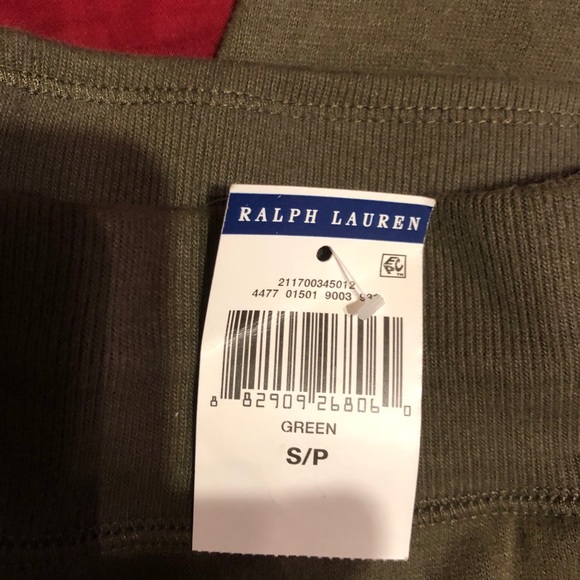 RALPH LAUREN
211700345012
4477 01501 9003
8 82909 26806 0
GREEN
S/P